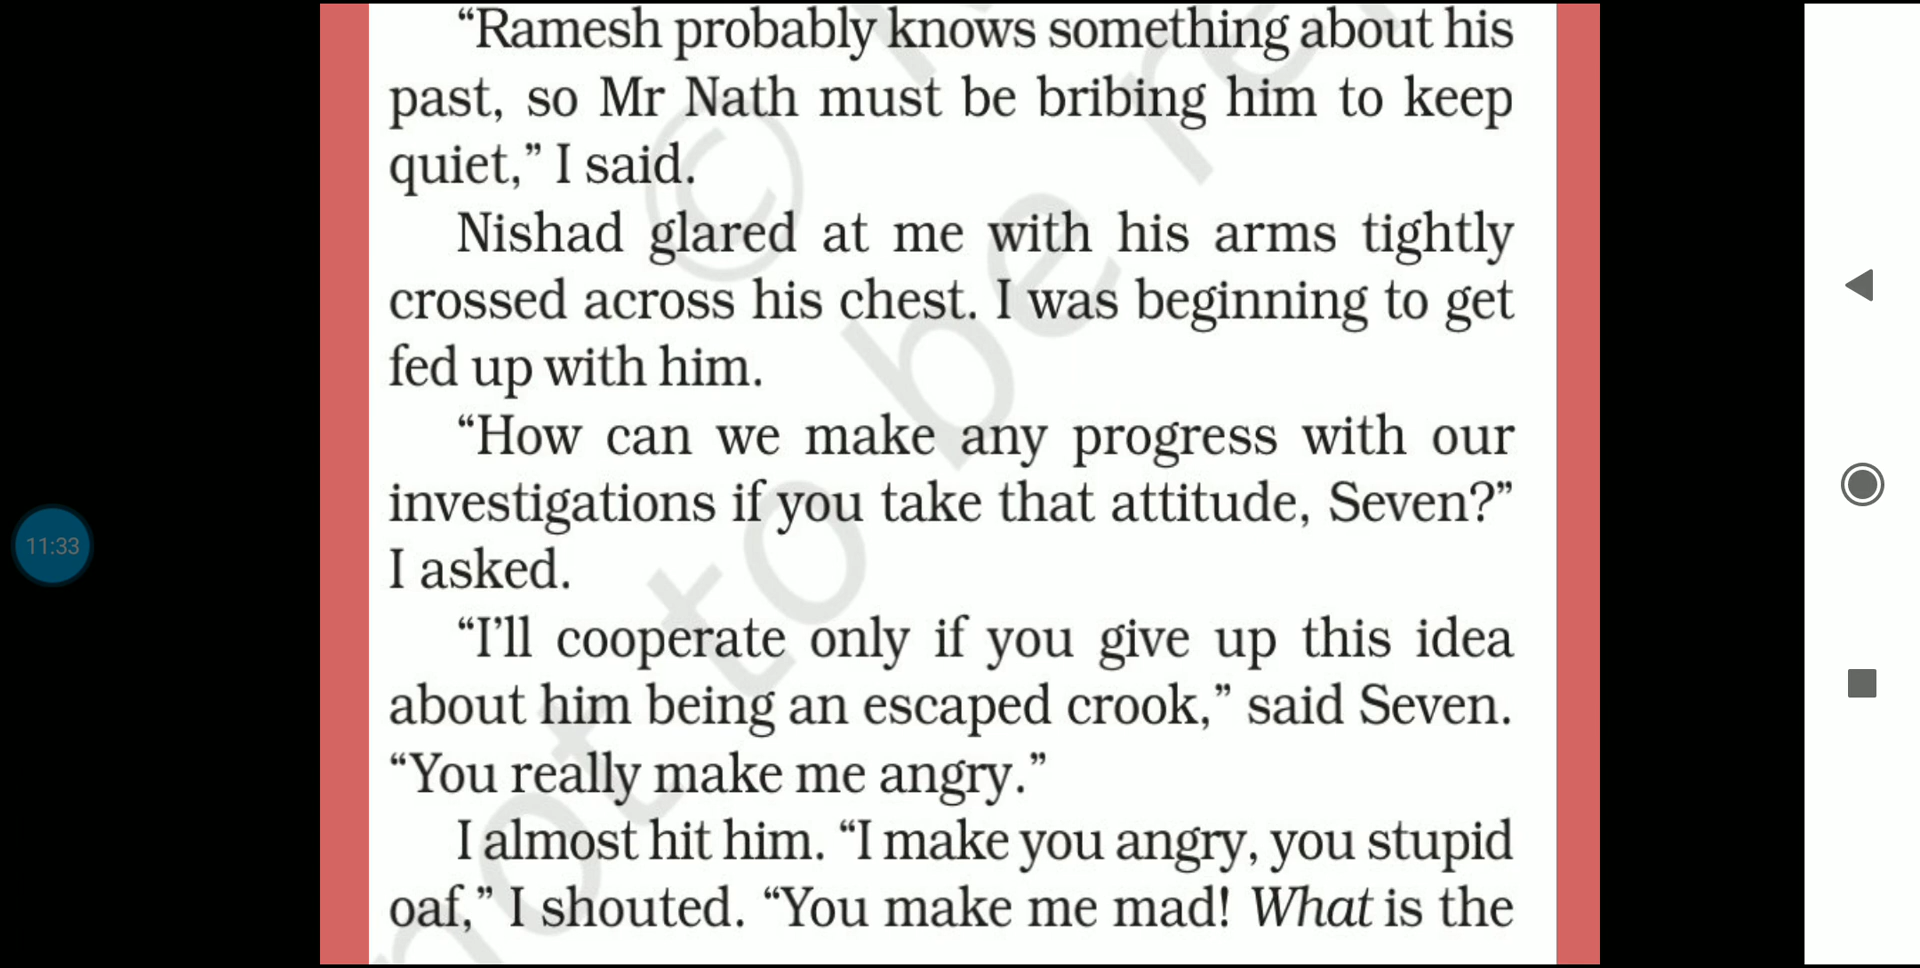 “Ramesh probably knows something about his
past, so Mr Nath must be bribing him to keep
quiet,” I said.
Nishad glared at me with his arms tightly
crossed across his chest. I was beginning to get
fed up with him.
“How can we make any progress with our
investigations if you take that attitude, Seven?”
I asked.
“I’ll cooperate only if you give up this idea
about him being an escaped crook,” said Seven.
“You really make me angry.”
I almost hit him. “I make you angry, you stupid
oaf,” I shouted. “You make me mad! What is the
11:33
©
not to be re